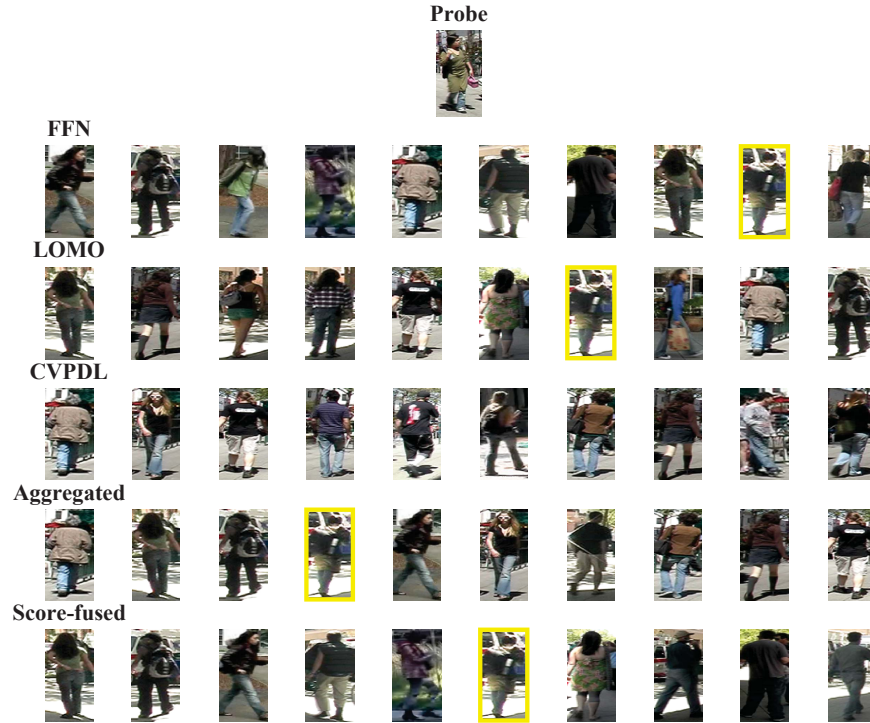 Probe
FFN
LOMO
CVPDL
Aggregated
Score-fused